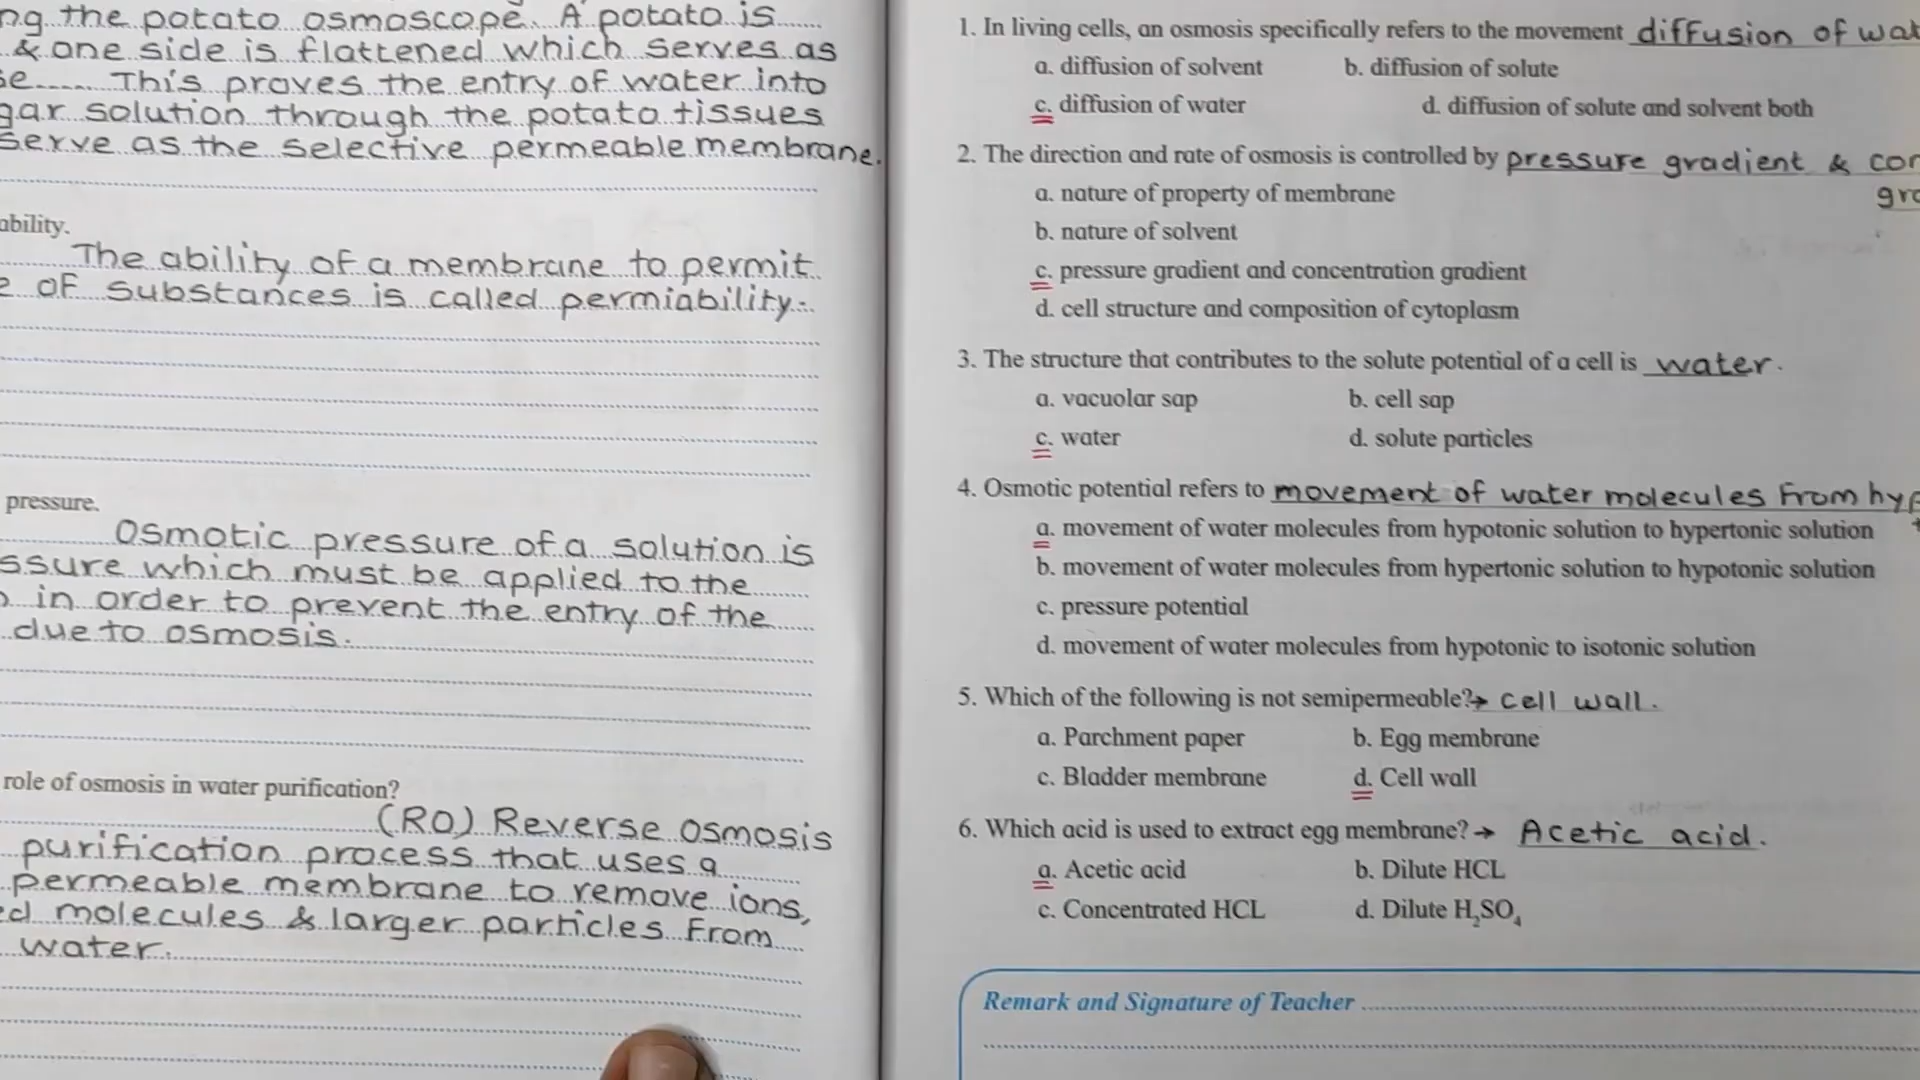 the potato osmoscope. A potato is
& one side is flattened which serves as
This proves the entry of water into
solution through the potato tissues
serve as the selective permeable membrane.
ability.
The ability of a membrane to permit
of substances is called permiability.
pressure.
Osmotic pressure of a solution is
which must be applied to the
in order to prevent the entry of the
due to osmosis.
role of osmosis in water purification?
(RO) Reverse osmosis
purification process that uses a
permeable membrane to remove ions,
molecules & larger particles From
water.
1. In living cells, an osmosis specifically refers to the movement diffusion of wat
a. diffusion of solvent b. diffusion of solute
c. diffusion of water d. diffusion of solute and solvent both
2. The direction and rate of osmosis is controlled by pressure gradient & con
gra
a. nature of property of membrane
b. nature of solvent
c. pressure gradient and concentration gradient
d. cell structure and composition of cytoplasm
3. The structure that contributes to the solute potential of a cell is water.
a. vacuolar sap b. cell sap
c. water d. solute particles
4. Osmotic potential refers to movement of water molecules From hyp
a. movement of water molecules from hypotonic solution to hypertonic solution
b. movement of water molecules from hypertonic solution to hypotonic solution
c. pressure potential
d. movement of water molecules from hypotonic to isotonic solution
5. Which of the following is not semipermeable?→ cell wall.
a. Parchment paper b. Egg membrane
c. Bladder membrane d. Cell wall
6. Which acid is used to extract egg membrane?→ Acetic acid.
a. Acetic acid b. Dilute HCL
c. Concentrated HCL d. Dilute H₂SO₄
Remark and Signature of Teacher